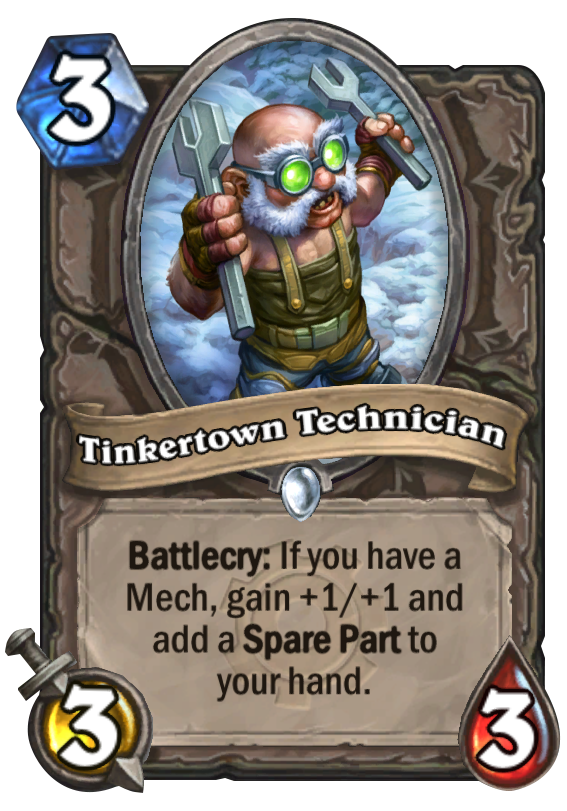 3
Tinkertown Technician
Battlecry: If you have a
Mech, gain +1/+1 and
add a Spare Part to
your hand.
3
3